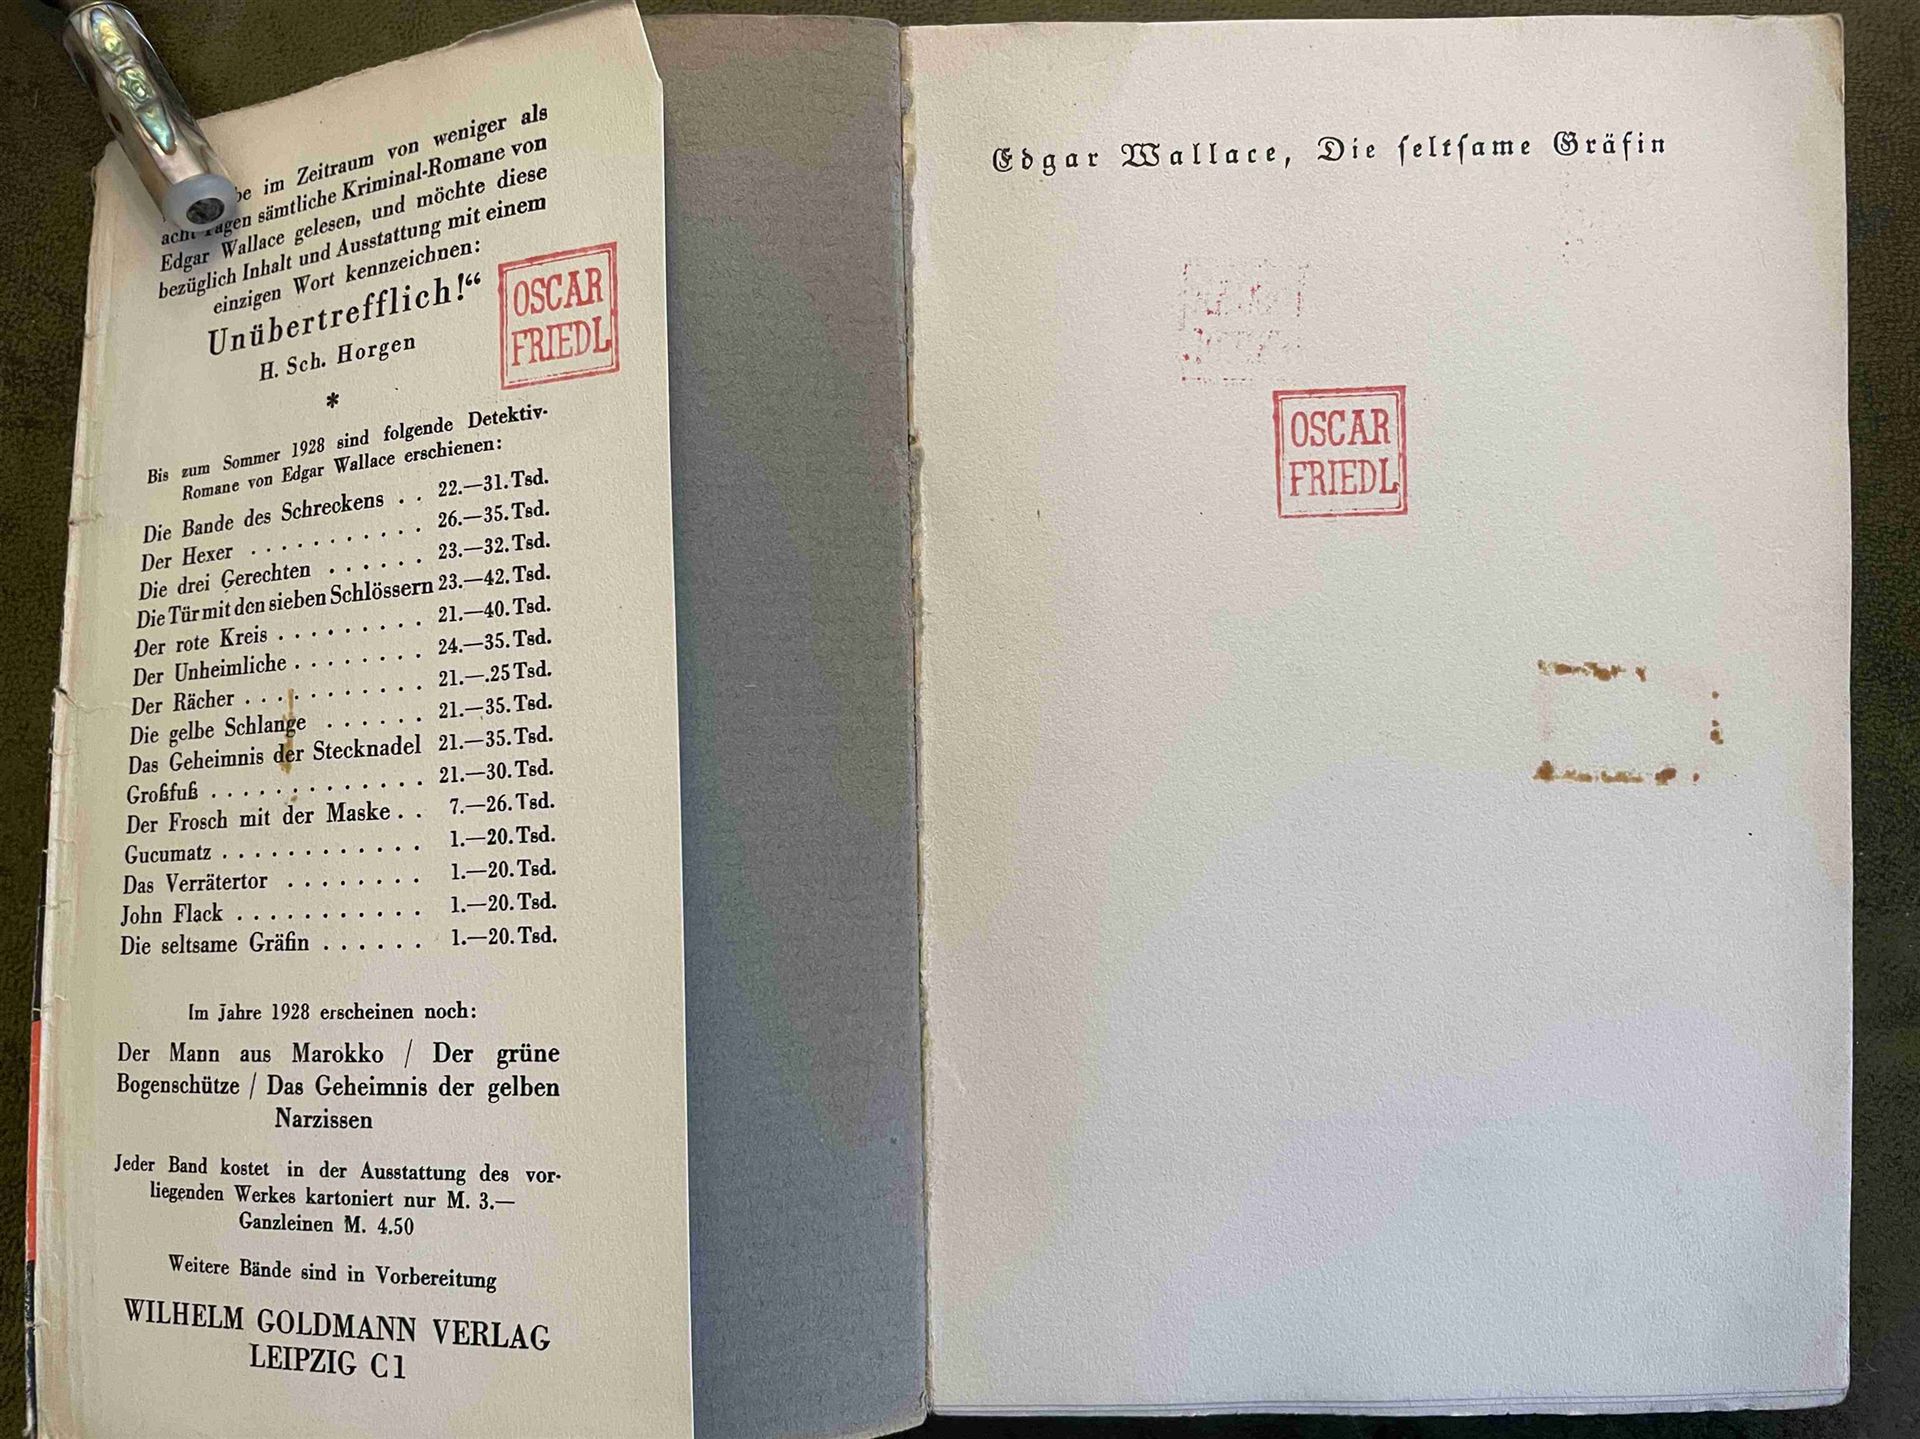 im Zeitraum von weniger als
acht Tagen sämtliche Kriminal-Romane von
Edgar Wallace gelesen, und möchte diese
bezüglich Inhalt und Ausstattung mit einem
einzigen Wort kennzeichnen:
Unübertrefflich!“
H. Sch. Horgen
*
OSCAR
FRIEDL
Bis zum Sommer 1928 sind folgende Detektiv-
Romane von Edgar Wallace erschienen:
Die Bande des Schreckens . . 22.—31. Tsd.
Der Hexer . . . . . . . . . . . 26.—35. Tsd.
Die drei Gerechten . . . . . . 23.—32. Tsd.
Die Tür mit den sieben Schlössern 23.—42. Tsd.
Der rote Kreis . . . . . . . . . 21.—40. Tsd.
Der Unheimliche . . . . . . . . 24.—35. Tsd.
Der Rächer . . . . . . . . . . . 21.—.25 Tsd.
Die gelbe Schlange . . . . . . 21.—35. Tsd.
Das Geheimnis der Stecknadel 21.—35. Tsd.
Großfuß . . . . . . . . . . . . . 21.—30. Tsd.
Der Frosch mit der Maske . . 7.—26. Tsd.
Gucumatz . . . . . . . . . . . . 1.—20. Tsd.
Das Verrätertor . . . . . . . . 1.—20. Tsd.
John Flack . . . . . . . . . . . 1.—20. Tsd.
Die seltsame Gräfin . . . . . . 1.—20. Tsd.
Im Jahre 1928 erscheinen noch:
Der Mann aus Marokko / Der grüne
Bogenschütze / Das Geheimnis der gelben
Narzissen
Jeder Band kostet in der Ausstattung des vor-
liegenden Werkes kartoniert nur M. 3.—
Ganzleinen M. 4.50
Weitere Bände sind in Vorbereitung
WILHELM GOLDMANN VERLAG
LEIPZIG C1
Edgar Wallace, Die ſeltſame Gräfin
OSCAR
FRIEDL